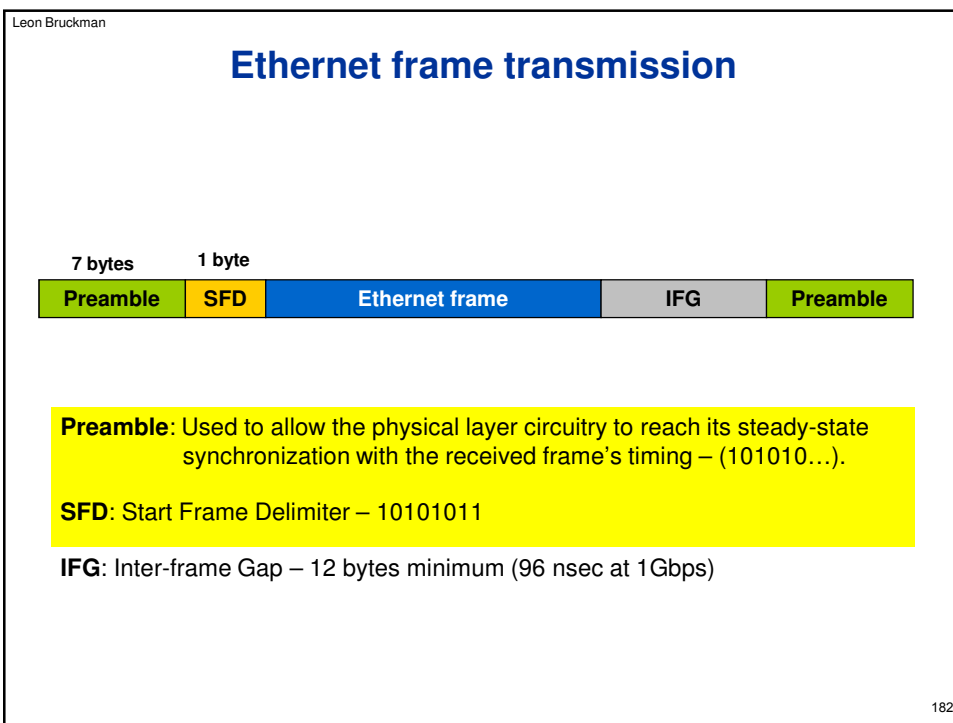 Leon Bruckman
Ethernet frame transmission
7 bytes 1 byte
Preamble SFD Ethernet frame IFG Preamble
Preamble: Used to allow the physical layer circuitry to reach its steady-state
synchronization with the received frame's timing – (101010…).
SFD: Start Frame Delimiter – 10101011
IFG: Inter-frame Gap – 12 bytes minimum (96 nsec at 1Gbps)
182